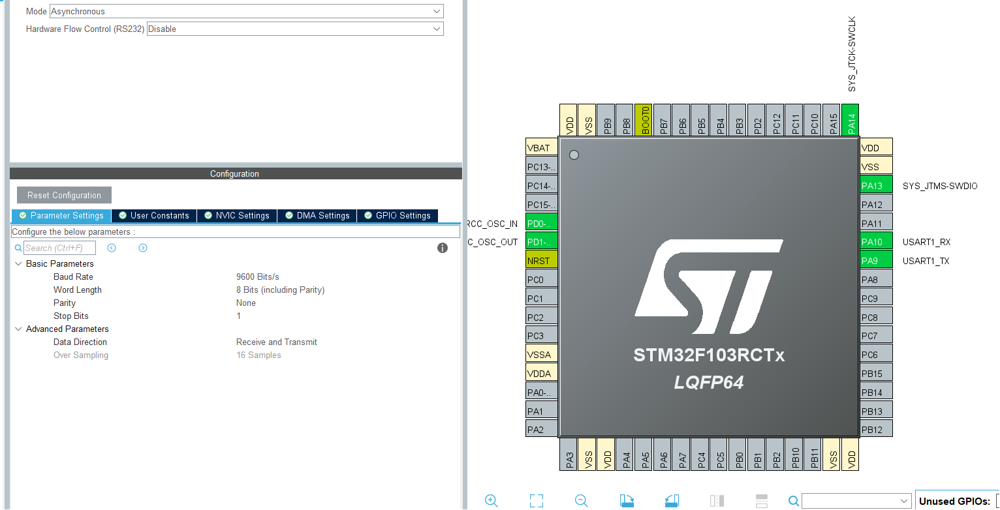 Mode Asynchronous
Hardware Flow Control (RS232) Disable
Configuration
Reset Configuration
Parameter Settings User Constants NVIC Settings DMA Settings GPIO Settings
Configure the below parameters :
Search (Ctrl+F)
Basic Parameters
Baud Rate 9600 Bits/s
Word Length 8 Bits (including Parity)
Parity None
Stop Bits 1
Advanced Parameters
Data Direction Receive and Transmit
Over Sampling 16 Samples
SYS_JTCK-SWCLK
VDD VSS PB9 PB8 BOOT0 PB7 PB6 PB5 PB4 PB3 PD2 PC12 PC11 PC10 PA15 PA14
VBAT
PC13-..
PC14-..
PC15-..
RCC_OSC_IN PD0-..
C_OSC_OUT PD1-..
NRST
PC0
PC1
PC2
PC3
VSSA
VDDA
PA0-..
PA1
PA2
STM32F103RCTx
LQFP64
VDD
VSS
PA13 SYS_JTMS-SWDIO
PA12
PA11
PA10 USART1_RX
PA9 USART1_TX
PA8
PC9
PC8
PC7
PC6
PB15
PB14
PB13
PB12
PA3 VSS VDD PA4 PA5 PA6 PA7 PC4 PC5 PB0 PB1 PB2 PB10 PB11 VSS VDD
Unused GPIOs: